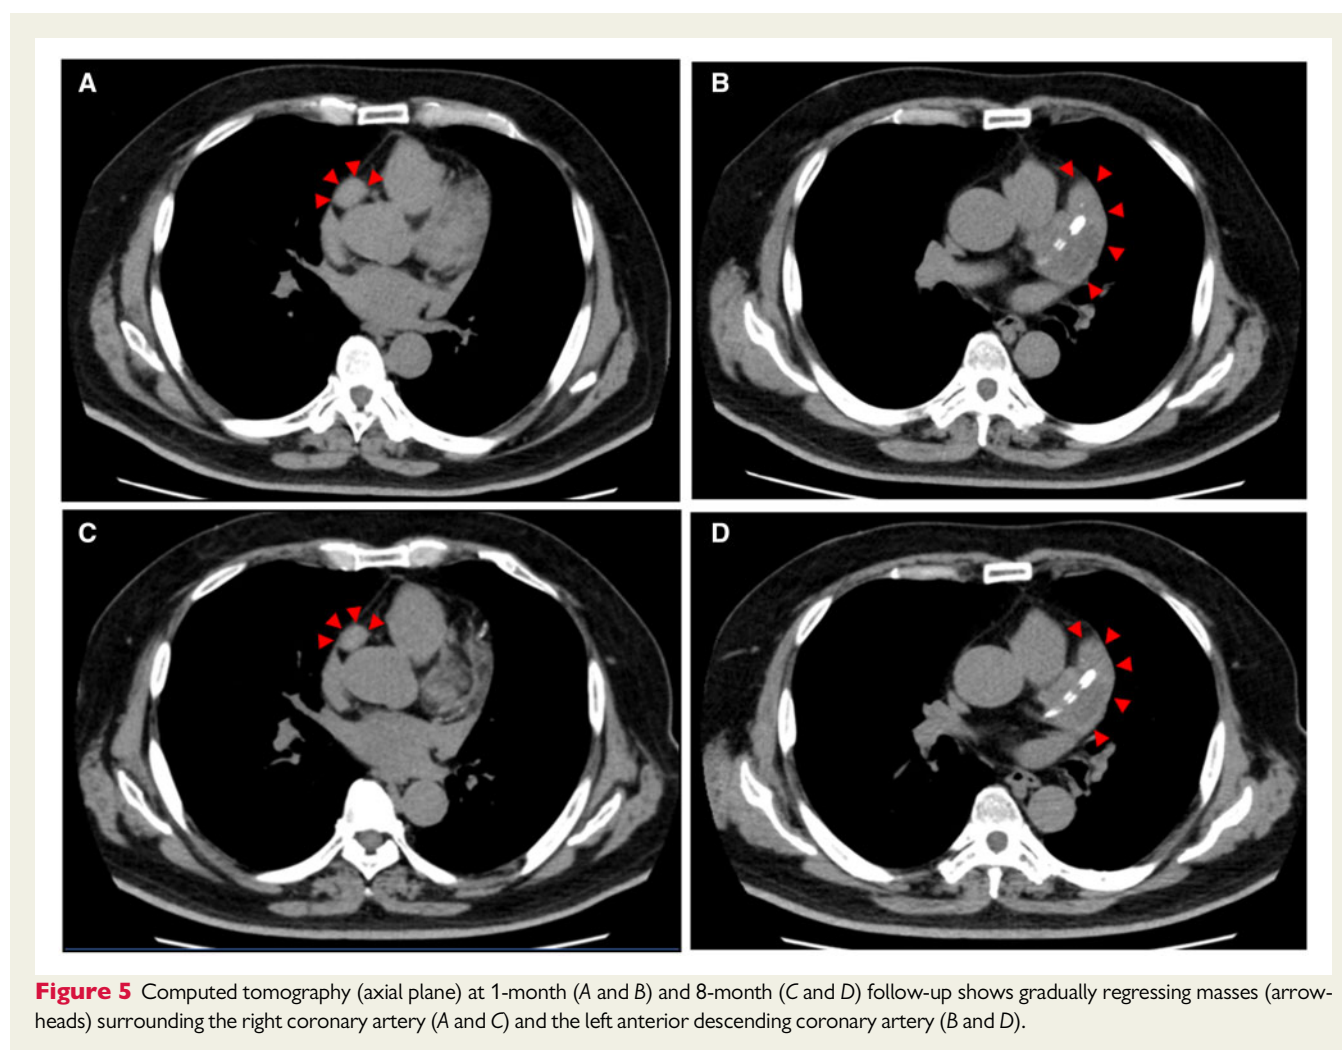 A
B
C
D
Figure 5 Computed tomography (axial plane) at 1-month (A and B) and 8-month (C and D) follow-up shows gradually regressing masses (arrow-
heads) surrounding the right coronary artery (A and C) and the left anterior descending coronary artery (B and D).